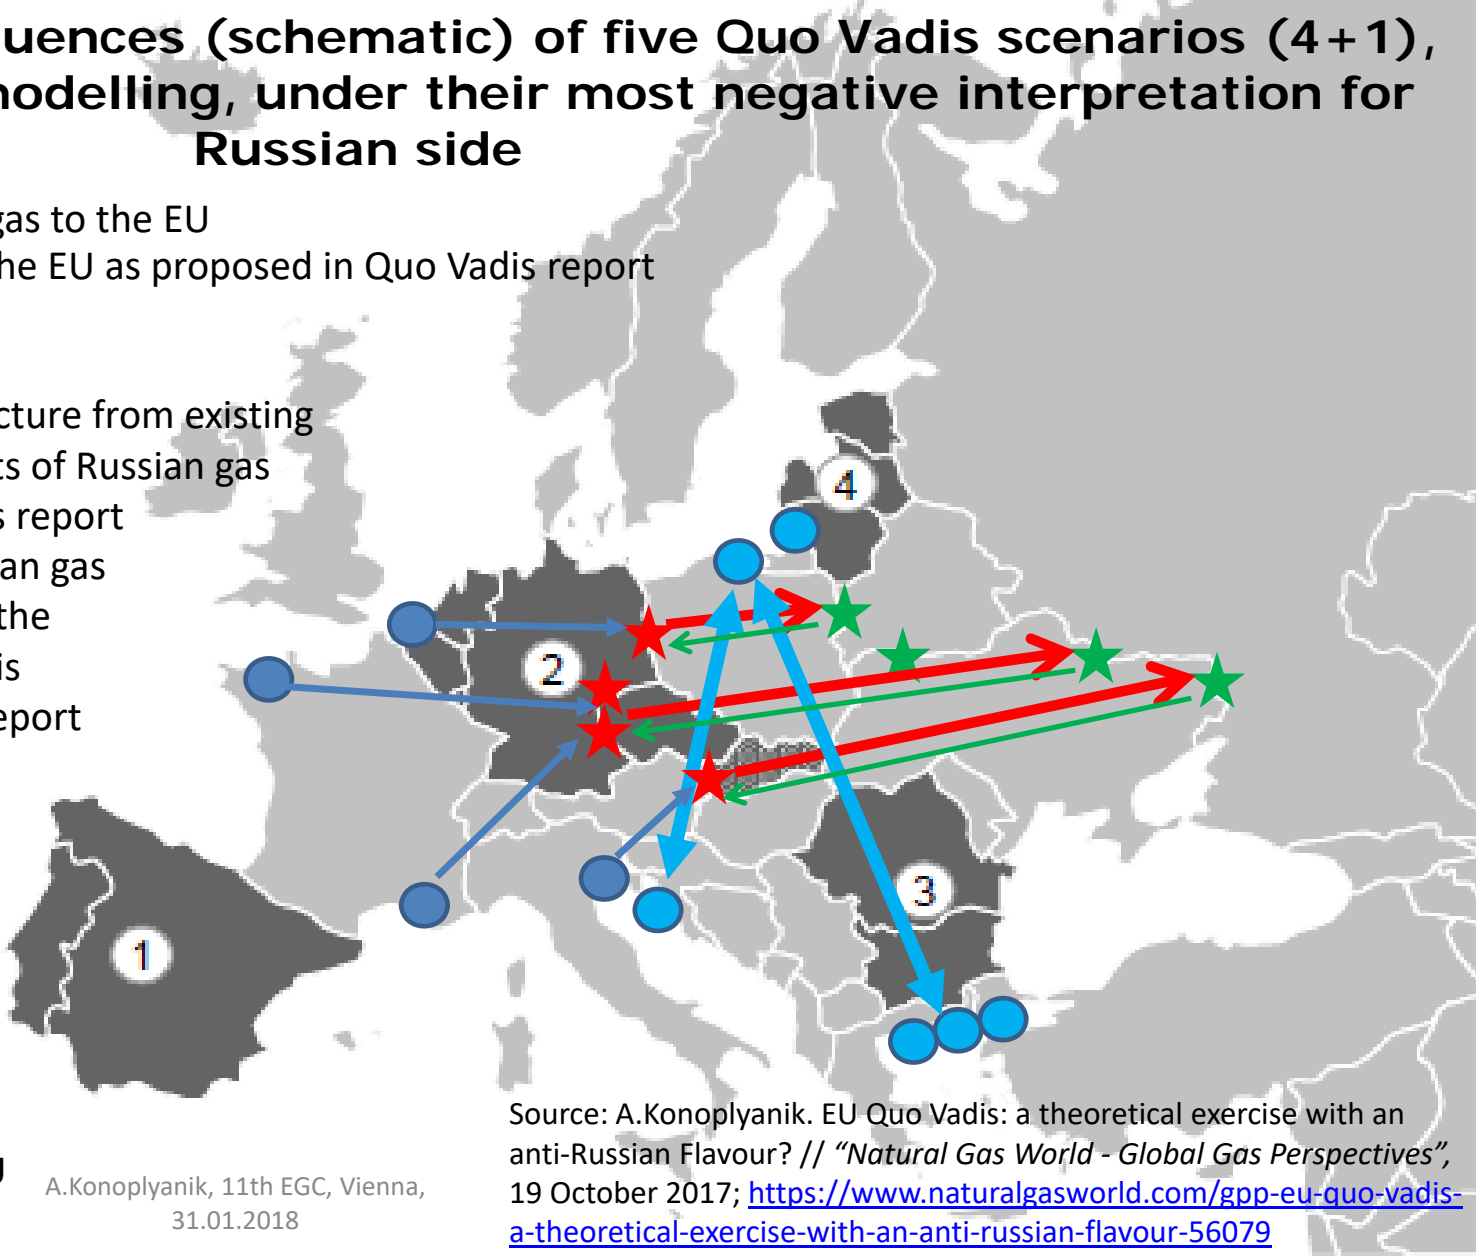 uences (schematic) of five Quo Vadis scenarios (4+1),
modelling, under their most negative interpretation for
Russian side
gas to the EU
he EU as proposed in Quo Vadis report
cture from existing
ts of Russian gas
s report
an gas
the
is
eport
4
2
3
1
Source: A.Konoplyanik. EU Quo Vadis: a theoretical exercise with an
anti-Russian Flavour? // “Natural Gas World - Global Gas Perspectives”,
19 October 2017; https://www.naturalgasworld.com/gpp-eu-quo-vadis-
a-theoretical-exercise-with-an-anti-russian-flavour-56079
g
A.Konoplyanik, 11th EGC, Vienna,
31.01.2018